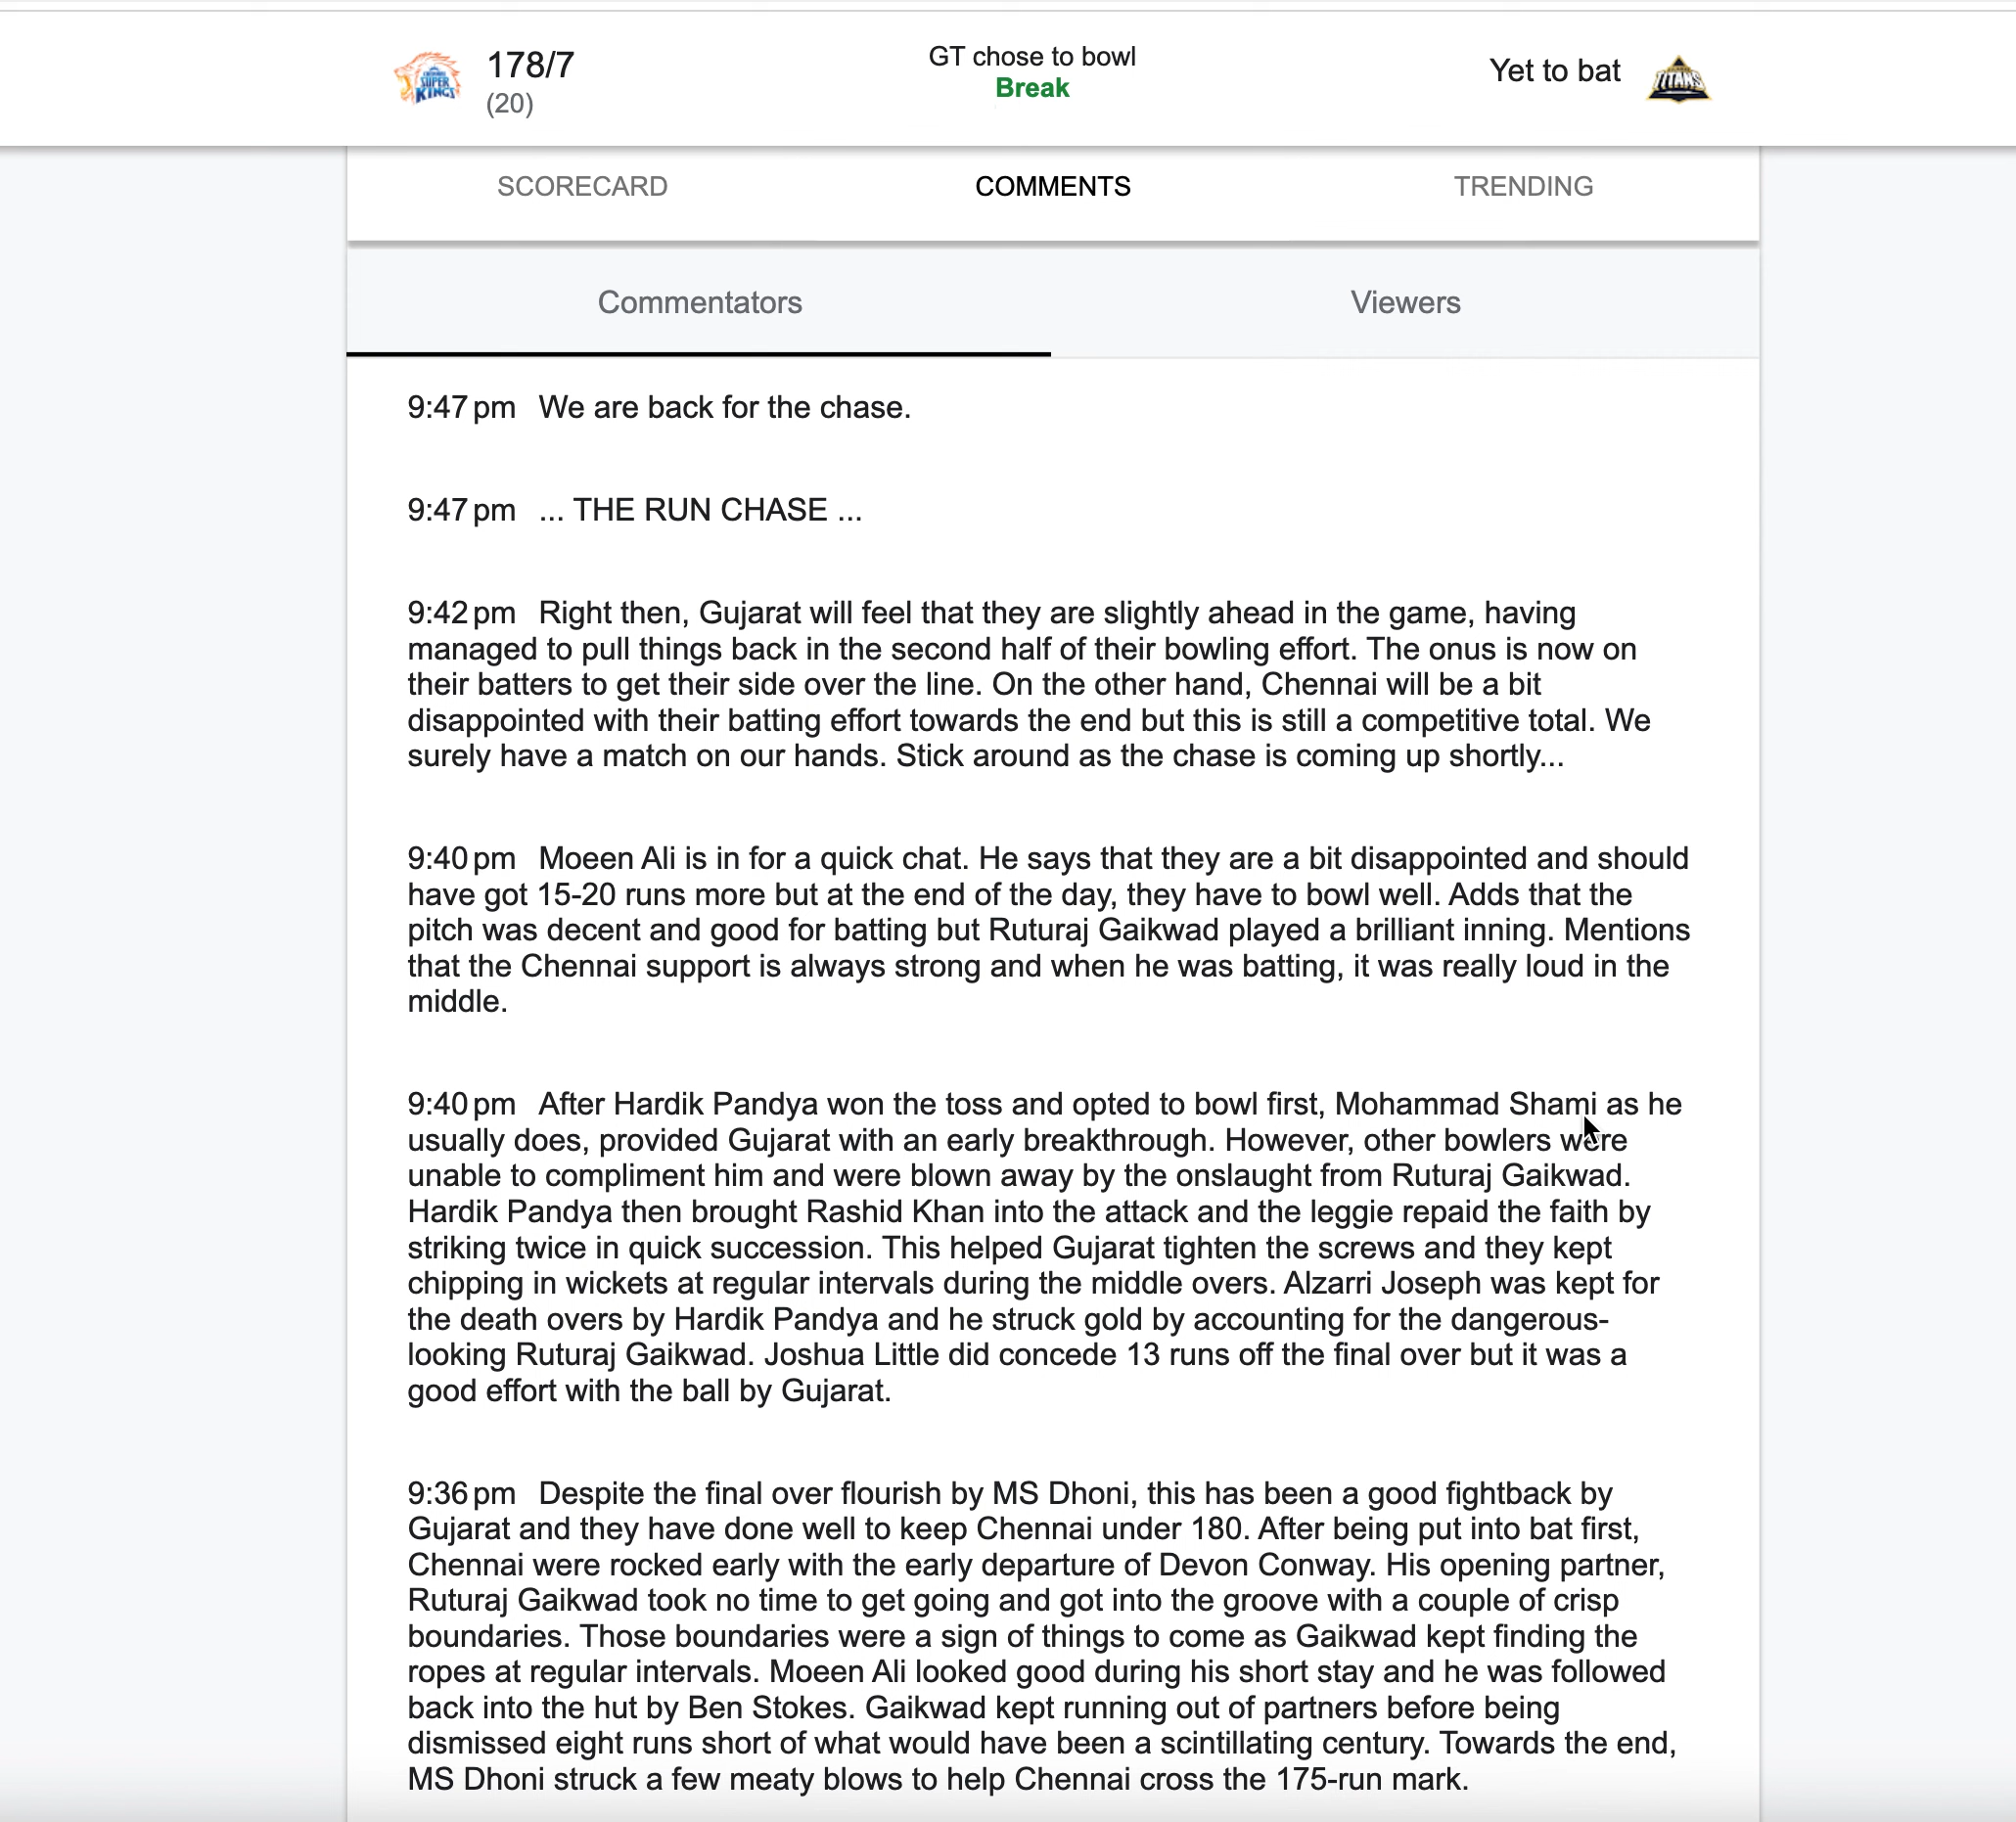 178/7
(20)
GT chose to bowl
Break
Yet to bat
SUPER
KINGS
TITANS
SCORECARD
COMMENTS
TRENDING
Commentators
Viewers
9:47 pm We are back for the chase.
9:47 pm ... THE RUN CHASE ...
9:42 pm Right then, Gujarat will feel that they are slightly ahead in the game, having
managed to pull things back in the second half of their bowling effort. The onus is now on
their batters to get their side over the line. On the other hand, Chennai will be a bit
disappointed with their batting effort towards the end but this is still a competitive total. We
surely have a match on our hands. Stick around as the chase is coming up shortly...
9:40 pm Moeen Ali is in for a quick chat. He says that they are a bit disappointed and should
have got 15-20 runs more but at the end of the day, they have to bowl well. Adds that the
pitch was decent and good for batting but Ruturaj Gaikwad played a brilliant inning. Mentions
that the Chennai support is always strong and when he was batting, it was really loud in the
middle.
9:40 pm After Hardik Pandya won the toss and opted to bowl first, Mohammad Shami as he
usually does, provided Gujarat with an early breakthrough. However, other bowlers were
unable to compliment him and were blown away by the onslaught from Ruturaj Gaikwad.
Hardik Pandya then brought Rashid Khan into the attack and the leggie repaid the faith by
striking twice in quick succession. This helped Gujarat tighten the screws and they kept
chipping in wickets at regular intervals during the middle overs. Alzarri Joseph was kept for
the death overs by Hardik Pandya and he struck gold by accounting for the dangerous-
looking Ruturaj Gaikwad. Joshua Little did concede 13 runs off the final over but it was a
good effort with the ball by Gujarat.
9:36 pm Despite the final over flourish by MS Dhoni, this has been a good fightback by
Gujarat and they have done well to keep Chennai under 180. After being put into bat first,
Chennai were rocked early with the early departure of Devon Conway. His opening partner,
Ruturaj Gaikwad took no time to get going and got into the groove with a couple of crisp
boundaries. Those boundaries were a sign of things to come as Gaikwad kept finding the
ropes at regular intervals. Moeen Ali looked good during his short stay and he was followed
back into the hut by Ben Stokes. Gaikwad kept running out of partners before being
dismissed eight runs short of what would have been a scintillating century. Towards the end,
MS Dhoni struck a few meaty blows to help Chennai cross the 175-run mark.